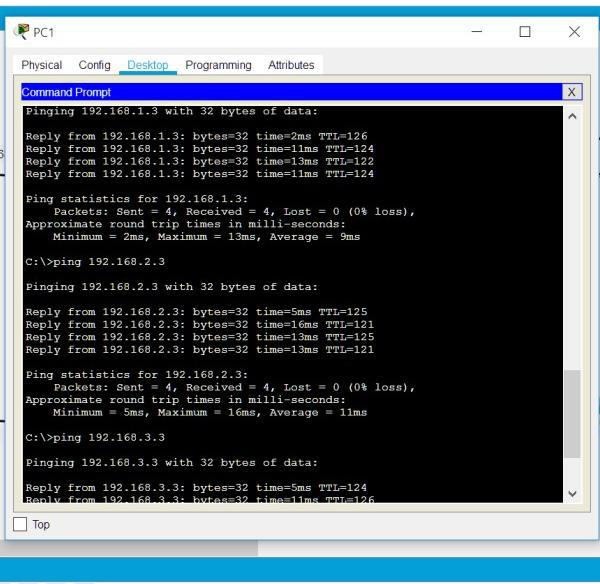 PC1
Physical Config Desktop Programming Attributes
Command Prompt X
Pinging 192.168.1.3 with 32 bytes of data:
Reply from 192.168.1.3: bytes=32 time=2ms TTL=126
Reply from 192.168.1.3: bytes=32 time=11ms TTL=124
Reply from 192.168.1.3: bytes=32 time=13ms TTL=122
Reply from 192.168.1.3: bytes=32 time=11ms TTL=124
Ping statistics for 192.168.1.3:
Packets: Sent = 4, Received = 4, Lost = 0 (0% loss),
Approximate round trip times in milli-seconds:
Minimum = 2ms, Maximum = 13ms, Average = 9ms
C:\>ping 192.168.2.3
Pinging 192.168.2.3 with 32 bytes of data:
Reply from 192.168.2.3: bytes=32 time=5ms TTL=125
Reply from 192.168.2.3: bytes=32 time=16ms TTL=121
Reply from 192.168.2.3: bytes=32 time=13ms TTL=125
Reply from 192.168.2.3: bytes=32 time=13ms TTL=121
Ping statistics for 192.168.2.3:
Packets: Sent = 4, Received = 4, Lost = 0 (0% loss),
Approximate round trip times in milli-seconds:
Minimum = 5ms, Maximum = 16ms, Average = 11ms
C:\>ping 192.168.3.3
Pinging 192.168.3.3 with 32 bytes of data:
Reply from 192.168.3.3: bytes=32 time=5ms TTL=124
Reply from 192.168.3.3: bytes=32 time=11ms TTL=126
Top